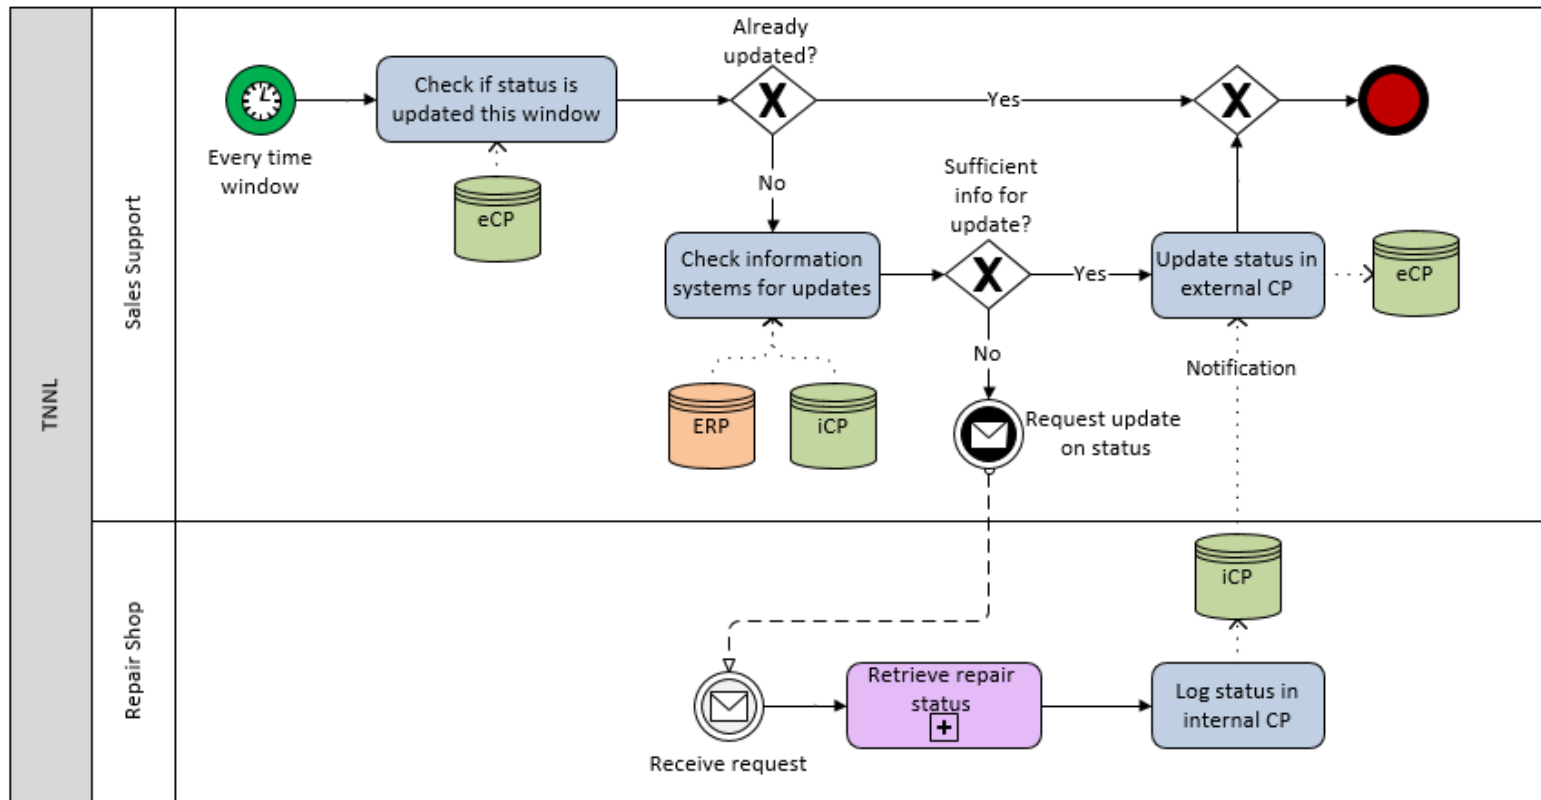 TNNL
Sales Support
Every time
window
Check if status is
updated this window
eCP
Already
updated?
Yes
No
Check information
systems for updates
ERP
iCP
Sufficient
info for
update?
Yes
No
Request update
on status
Update status in
external CP
eCP
Notification
Repair Shop
iCP
Receive request
Retrieve repair
status
Log status in
internal CP